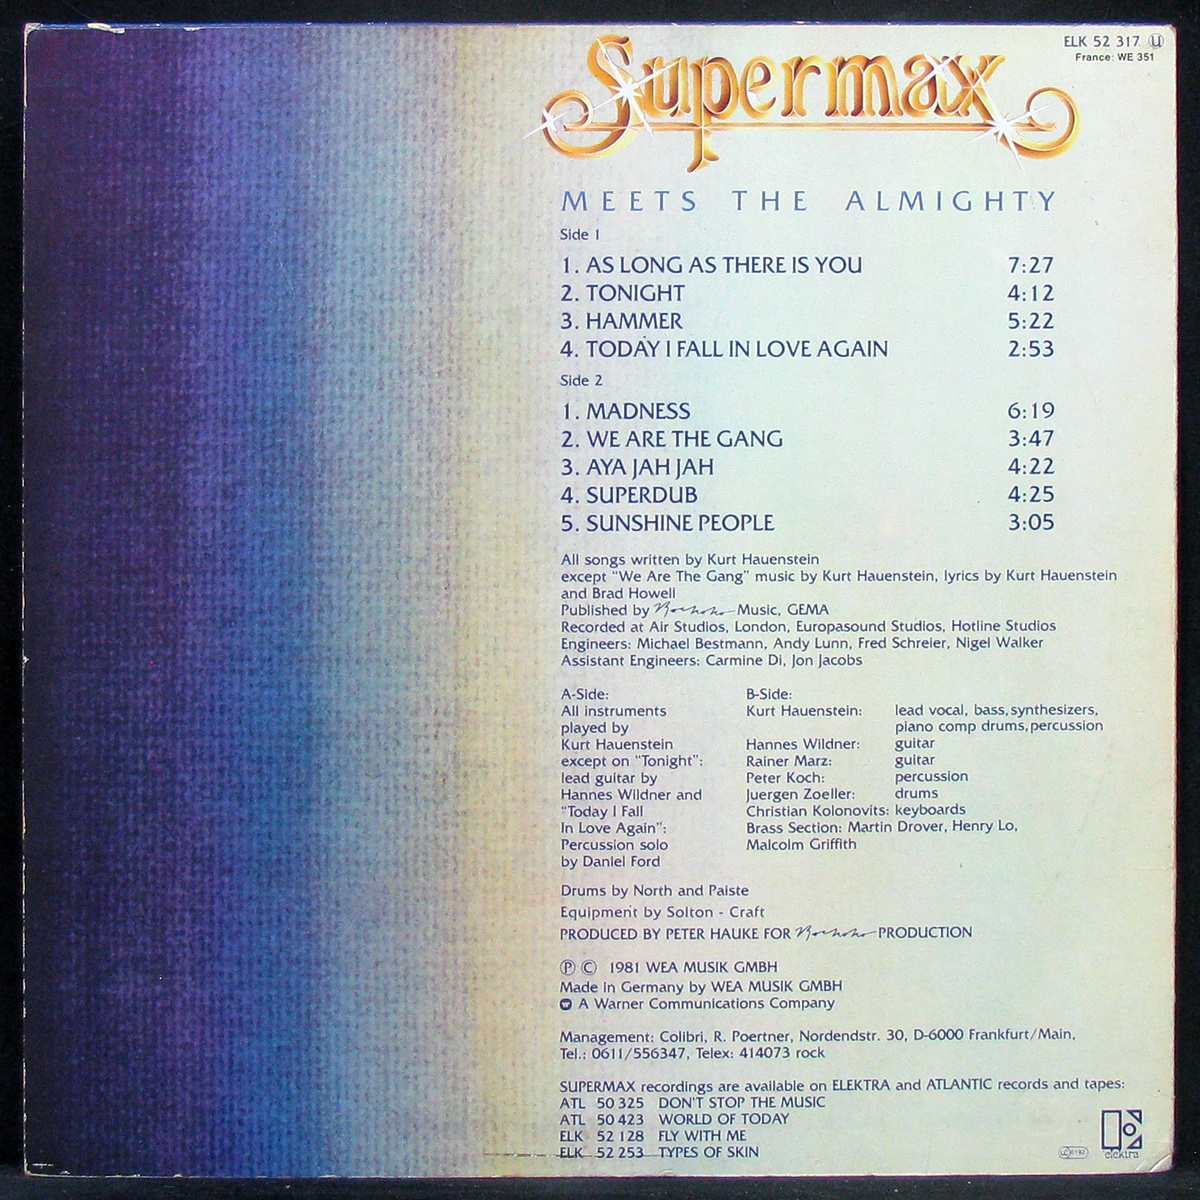 Supermax
ELK 52 317 U
France: WE 351
MEETS THE ALMIGHTY
Side 1
1. AS LONG AS THERE IS YOU 7:27
2. TONIGHT 4:12
3. HAMMER 5:22
4. TODAY I FALL IN LOVE AGAIN 2:53
Side 2
1. MADNESS 6:19
2. WE ARE THE GANG 3:47
3. AYA JAH JAH 4:22
4. SUPERDUB 4:25
5. SUNSHINE PEOPLE 3:05
All songs written by Kurt Hauenstein
except "We Are The Gang" music by Kurt Hauenstein, lyrics by Kurt Hauenstein
and Brad Howell
Published by Music, GEMA
Recorded at Air Studios, London, Europasound Studios, Hotline Studios
Engineers: Michael Bestmann, Andy Lunn, Fred Schreier, Nigel Walker
Assistant Engineers: Carmine Di, Jon Jacobs
A-Side:
All instruments
played by
Kurt Hauenstein
except on "Tonight":
lead guitar by
Hannes Wildner and
"Today I Fall
In Love Again":
Percussion solo
by Daniel Ford
B-Side:
Kurt Hauenstein: lead vocal, bass, synthesizers,
piano comp drums, percussion
Hannes Wildner: guitar
Rainer Marz: guitar
Peter Koch: percussion
Juergen Zoeller: drums
Christian Kolonovits: keyboards
Brass Section: Martin Drover, Henry Lo,
Malcolm Griffith
Drums by North and Paiste
Equipment by Solton - Craft
PRODUCED BY PETER HAUKE FOR PRODUCTION
Ⓟ © 1981 WEA MUSIK GMBH
Made in Germany by WEA MUSIK GMBH
A Warner Communications Company
Management: Colibri, R. Poertner, Nordendstr. 30, D-6000 Frankfurt/Main,
Tel.: 0611/556347, Telex: 414073 rock
SUPERMAX recordings are available on ELEKTRA and ATLANTIC records and tapes:
ATL 50 325 DON'T STOP THE MUSIC
ATL 50 423 WORLD OF TODAY
ELK 52 128 FLY WITH ME
ELK 52 253 TYPES OF SKIN
elektra